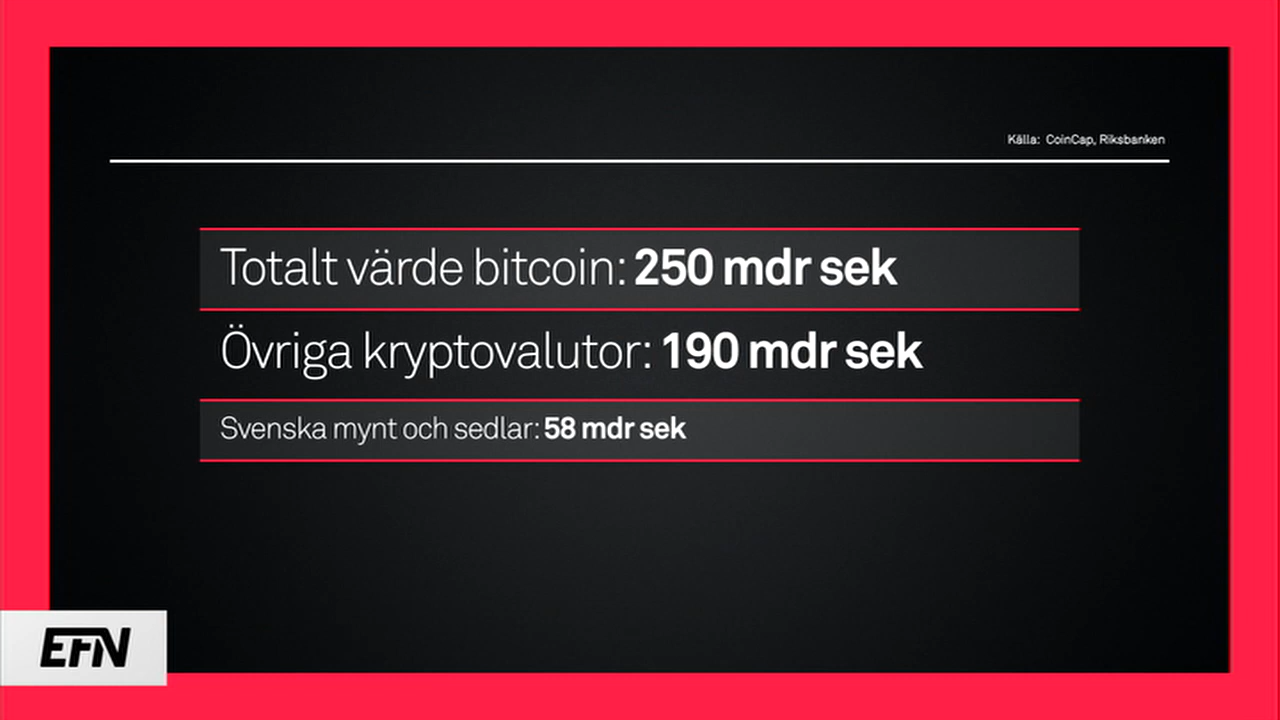 Källa: CoinCap, Riksbanken
Totalt värde bitcoin: 250 mdr sek
Övriga kryptovalutor: 190 mdr sek
Svenska mynt och sedlar: 58 mdr sek
EFN